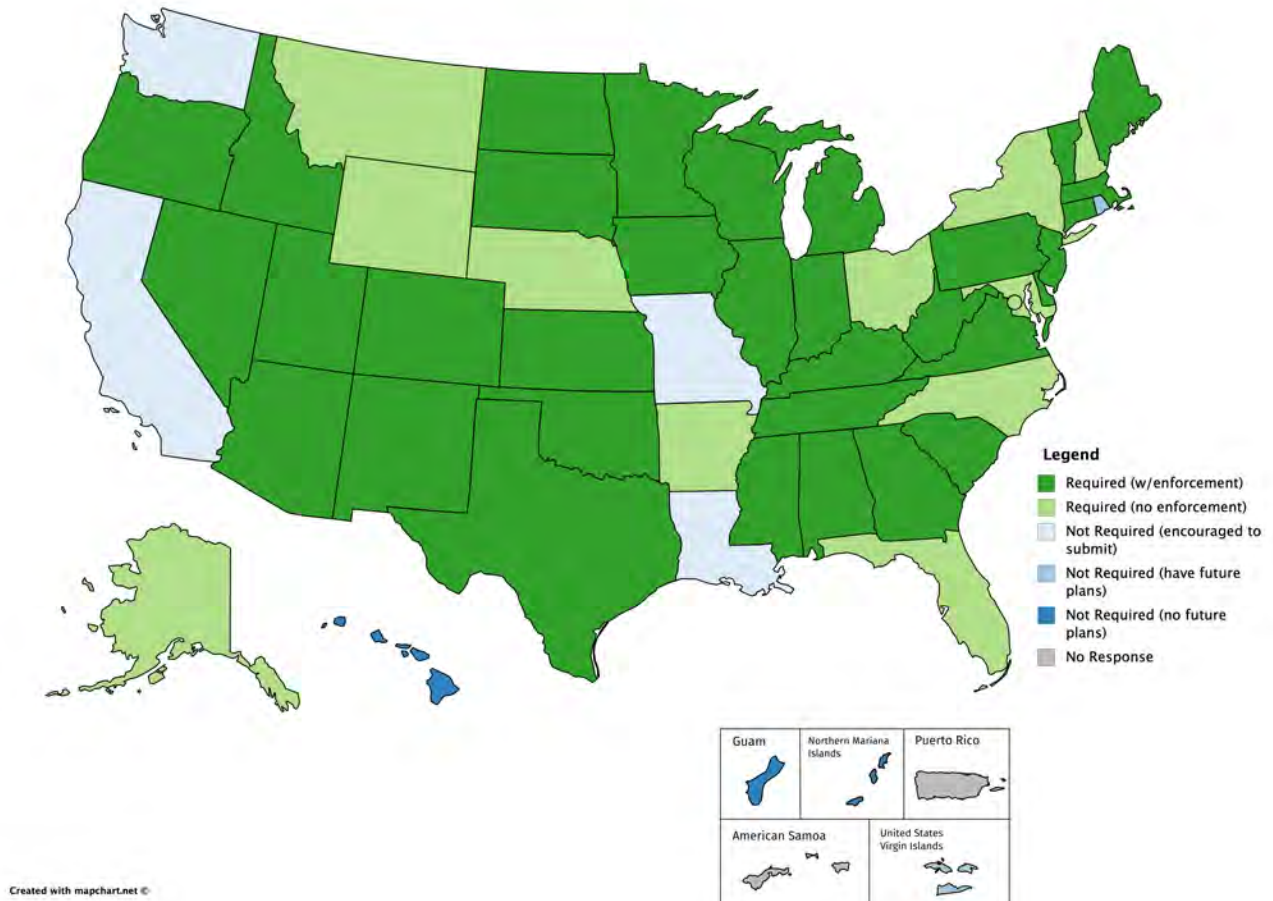 Legend
Required (w/enforcement)
Required (no enforcement)
Not Required (encouraged to
submit)
Not Required (have future
plans)
Not Required (no future
plans)
No Response
Guam
Northern Mariana
Islands
Puerto Rico
American Samoa
United States
Virgin Islands
Created with mapchart.net ©